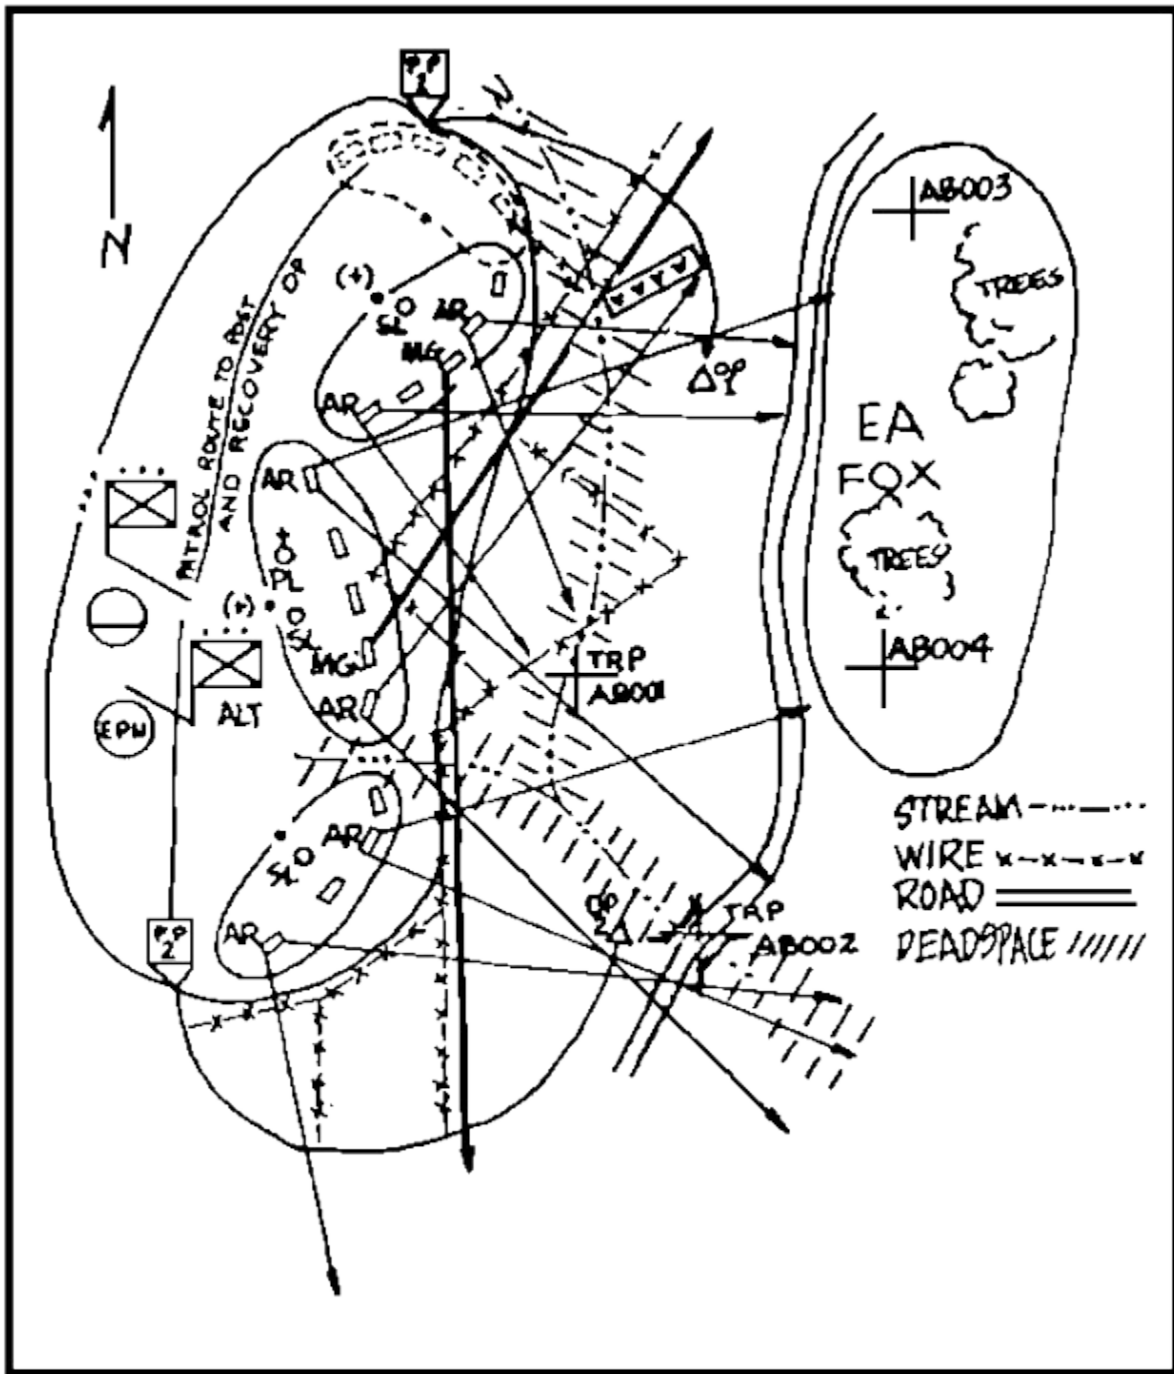 PP
1
N
AB003
TREES
(+)
SL
AR
MG
OP
1
AR
EA
FOX
PATROL ROUTE TO POST
AND RECOVERY OP
AR
TREES
+
PL
(+)
SL
MG
TRP
AB001
AB004
ALT
AR
EPW
STREAM
WIRE
ROAD
DEADSPACE
AR
SL
OP
2
TRP
AB002
AR
PP
2